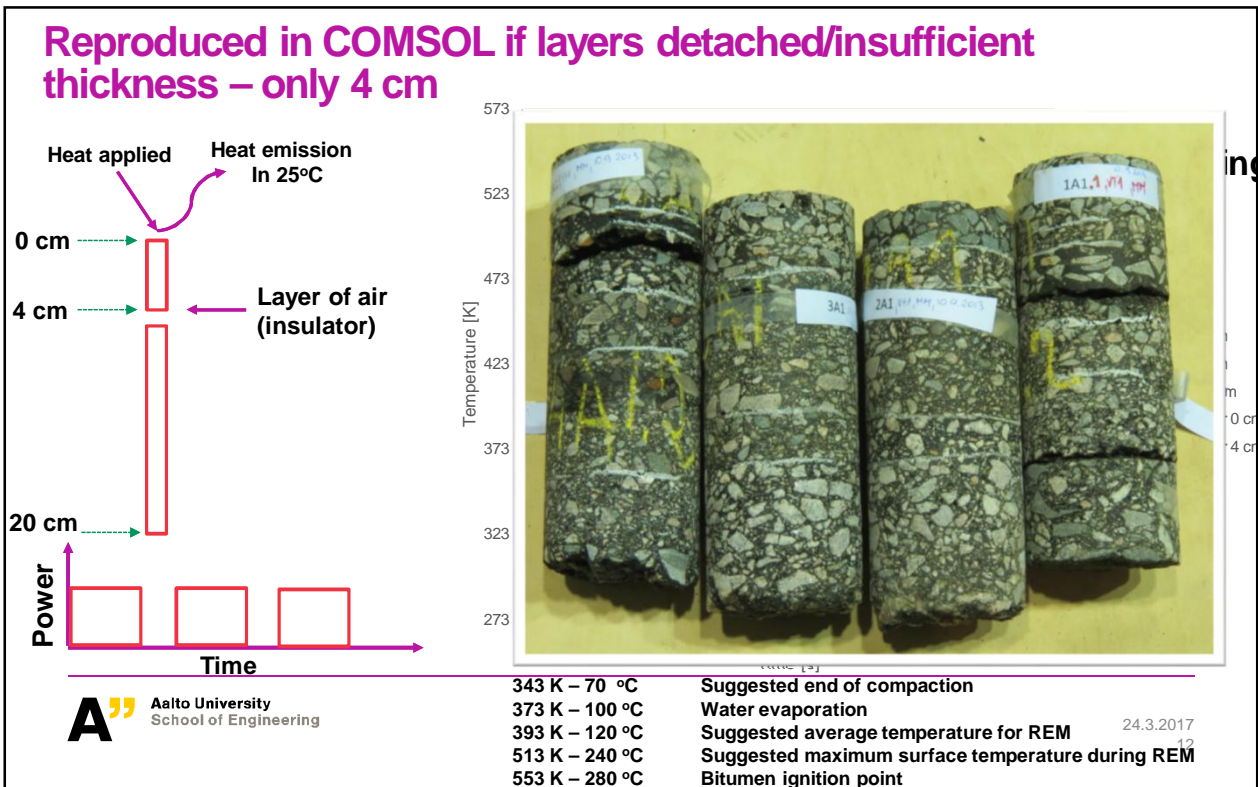 Reproduced in COMSOL if layers detached/insufficient
thickness – only 4 cm
Heat applied
Heat emission
In 25°C
0 cm
4 cm
Layer of air
(insulator)
20 cm
Power
Time
Temperature [K]
573
523
473
423
373
323
273
1A1.1
3A1
2A1
0 cm
4 cm
343 K – 70 °C Suggested end of compaction
373 K – 100 °C Water evaporation
393 K – 120 °C Suggested average temperature for REM
513 K – 240 °C Suggested maximum surface temperature during REM
553 K – 280 °C Bitumen ignition point
Aalto University
School of Engineering
24.3.2017
12